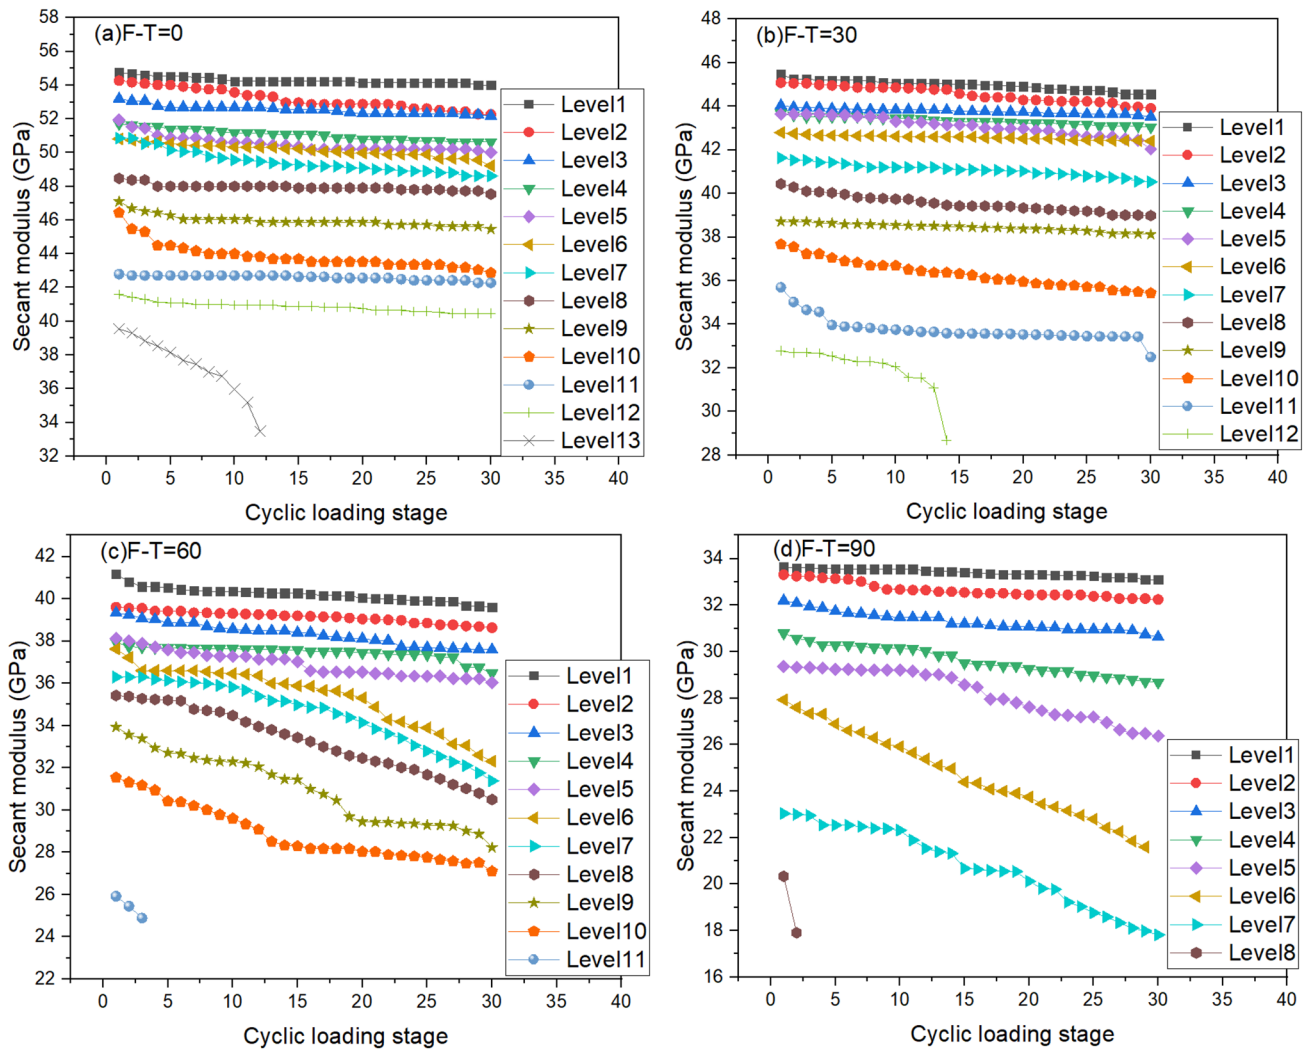 (a)F-T=0
58
56
54
52
50
48
46
44
42
40
38
36
34
32
Secant modulus (GPa)
0 5 10 15 20 25 30 35 40
Cyclic loading stage
Level1
Level2
Level3
Level4
Level5
Level6
Level7
Level8
Level9
Level10
Level11
Level12
Level13
(b)F-T=30
48
46
44
42
40
38
36
34
32
30
28
Secant modulus (GPa)
0 5 10 15 20 25 30 35 40
Cyclic loading stage
Level1
Level2
Level3
Level4
Level5
Level6
Level7
Level8
Level9
Level10
Level11
Level12
(c)F-T=60
42
40
38
36
34
32
30
28
26
24
22
Secant modulus (GPa)
0 5 10 15 20 25 30 35 40
Cyclic loading stage
Level1
Level2
Level3
Level4
Level5
Level6
Level7
Level8
Level9
Level10
Level11
(d)F-T=90
34
32
30
28
26
24
22
20
18
16
Secant modulus (GPa)
0 5 10 15 20 25 30 35 40
Cyclic loading stage
Level1
Level2
Level3
Level4
Level5
Level6
Level7
Level8